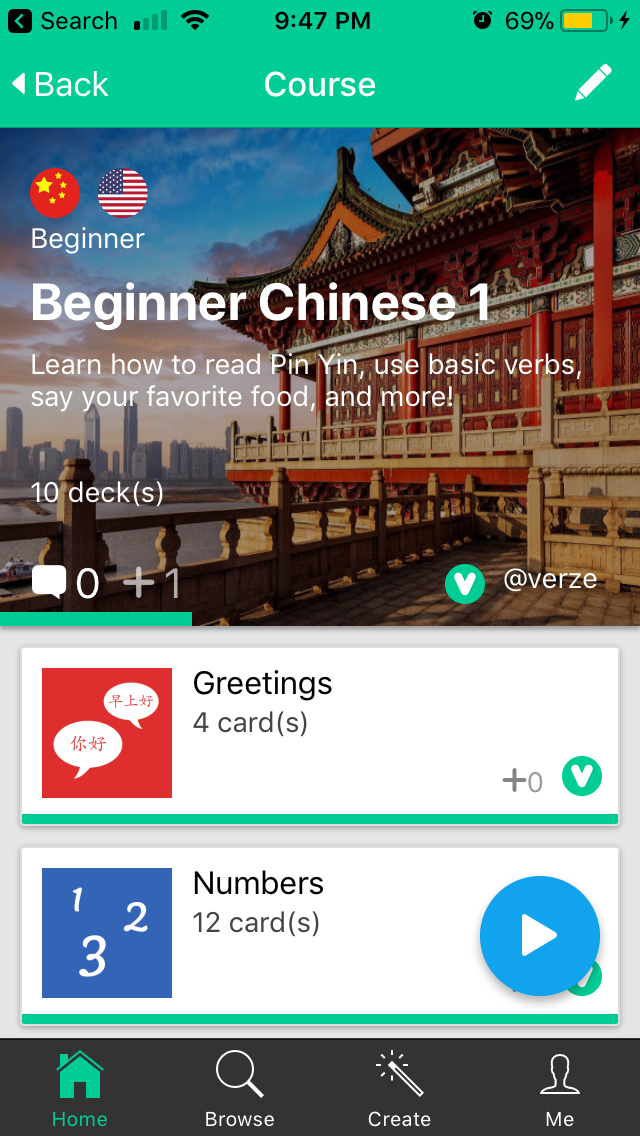 Search 9:47 PM 69%
Back Course
Beginner
Beginner Chinese 1
Learn how to read Pin Yin, use basic verbs,
say your favorite food, and more!
10 deck(s)
0 +1 @verze
Greetings
4 card(s)
早上好
你好
+0
Numbers
12 card(s)
1 2
3
Home Browse Create Me